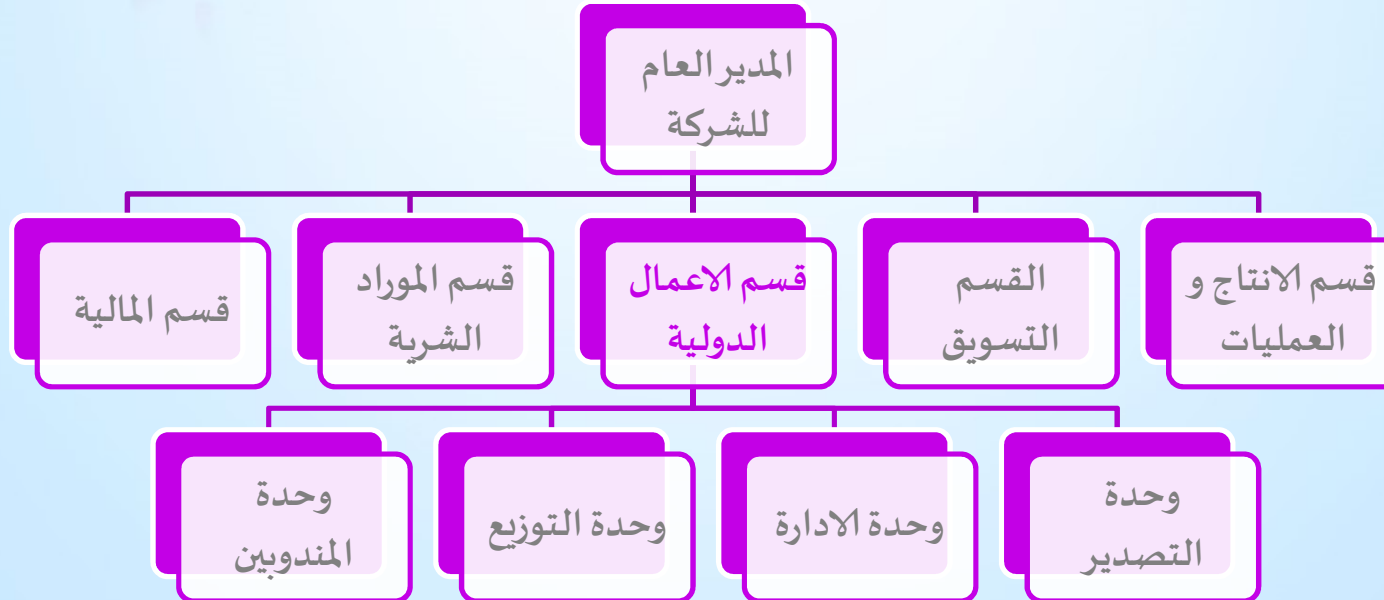 المدير العام
للشركة
قسم الانتاج و
العمليات
القسم
التسويق
قسم الاعمال
الدولية
قسم الموراد
الشرية
قسم المالية
وحدة
التصدير
وحدة الادارة
وحدة التوزيع
وحدة
المندوبين